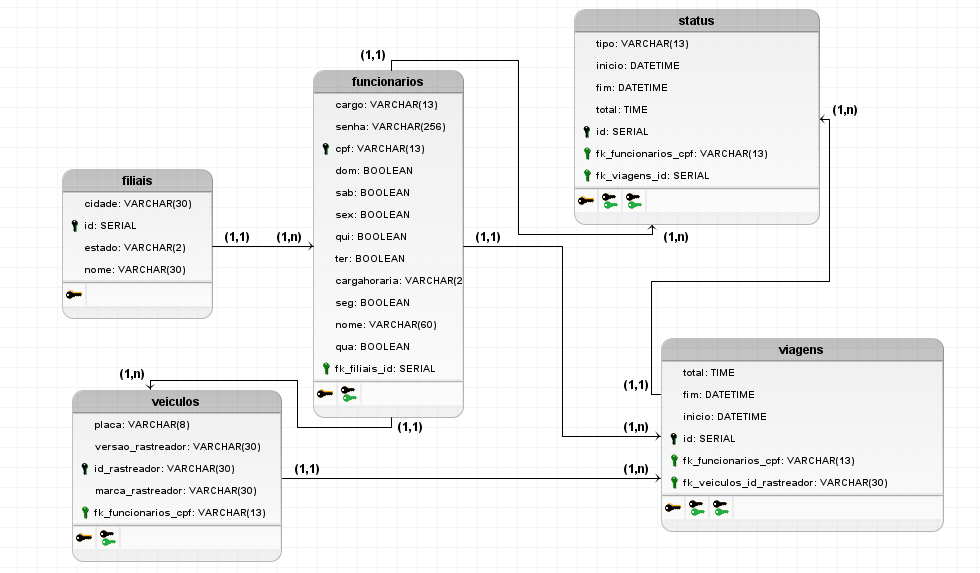 status
tipo: VARCHAR(13)
inicio: DATETIME
fim: DATETIME
total: TIME
id: SERIAL
fk_funcionarios_cpf: VARCHAR(13)
fk_viagens_id: SERIAL
(1,1)
funcionarios
cargo: VARCHAR(13)
senha: VARCHAR(256)
cpf: VARCHAR(13)
dom: BOOLEAN
sab: BOOLEAN
sex: BOOLEAN
qui: BOOLEAN
ter: BOOLEAN
cargahoraria: VARCHAR(2
seg: BOOLEAN
nome: VARCHAR(60)
qua: BOOLEAN
fk_filiais_id: SERIAL
(1,n)
filiais
cidade: VARCHAR(30)
id: SERIAL
estado: VARCHAR(2)
nome: VARCHAR(30)
(1,1)
(1,n)
(1,1)
(1,n)
viagens
total: TIME
fim: DATETIME
inicio: DATETIME
id: SERIAL
fk_funcionarios_cpf: VARCHAR(13)
fk_veiculos_id_rastreador: VARCHAR(30)
(1,n)
(1,1)
veiculos
placa: VARCHAR(8)
versao_rastreador: VARCHAR(30)
id_rastreador: VARCHAR(30)
marca_rastreador: VARCHAR(30)
fk_funcionarios_cpf: VARCHAR(13)
(1,1)
(1,n)
(1,1)
(1,n)